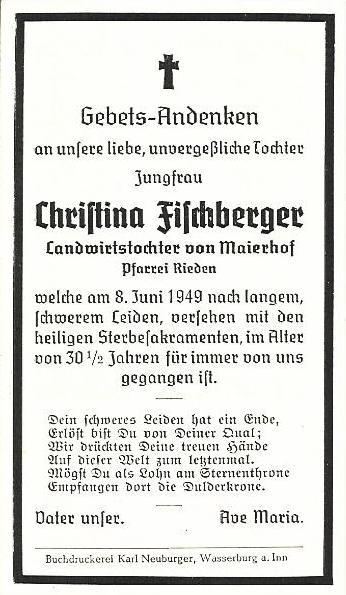 Gebets-Andenken
an unsere liebe, unvergeßliche Tochter
Jungfrau
Christina Fischberger
Landwirtstochter von Maierhof
Pfarrei Rieden
welche am 8. Juni 1949 nach langem,
schwerem Leiden, versehen mit den
heiligen Sterbesakramenten, im Alter
von 30 1/2 Jahren für immer von uns
gegangen ist.
Dein schweres Leiden hat ein Ende,
Erlöst bist Du von Deiner Qual;
Wir drückten Deine treuen Hände
Auf dieser Welt zum letztenmal.
Mögst Du als Lohn am Sternenthrone
Empfangen dort die Dulderkrone.
Vater unser. Ave Maria.
Buchdruckerei Karl Neuburger, Wasserburg a. Inn